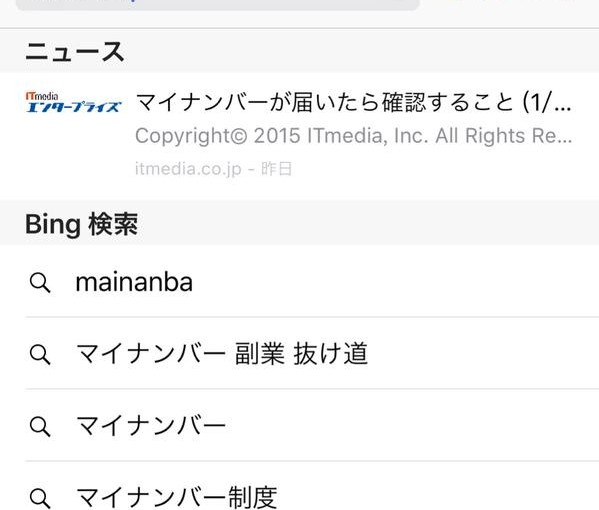 ニュース
ITmedia
エンタープライズ
マイナンバーが届いたら確認すること (1/...
Copyright© 2015 ITmedia, Inc. All Rights Re...
itmedia.co.jp - 昨日
Bing 検索
mainanba
マイナンバー 副業 抜け道
マイナンバー
マイナンバー制度